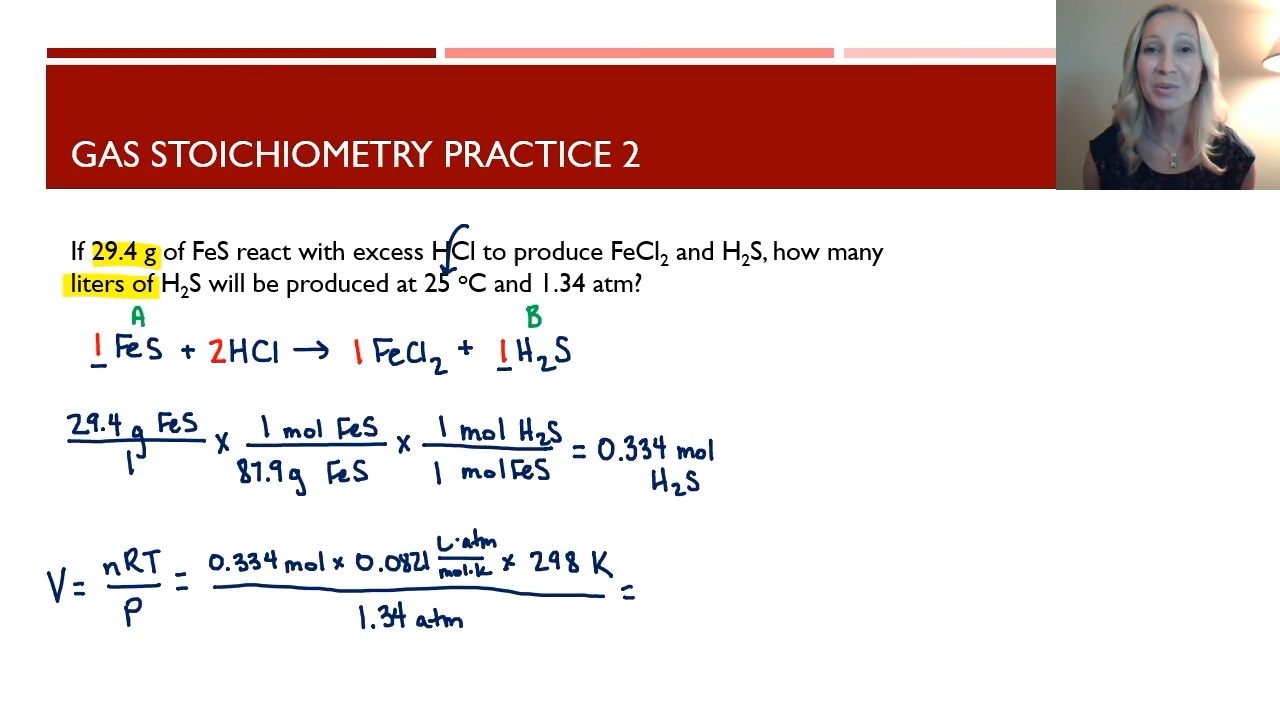 GAS STOICHIOMETRY PRACTICE 2
If 29.4 g of FeS react with excess HCl to produce FeCl₂ and H₂S, how many
liters of H₂S will be produced at 25 °C and 1.34 atm?
A B
1 FeS + 2HCl → 1 FeCl₂ + 1 H₂S
29.4 g FeS / 1 × 1 mol FeS / 87.9 g FeS × 1 mol H₂S / 1 mol FeS = 0.334 mol
H₂S
V = nRT / P = 0.334 mol × 0.0821 L·atm / mol·K × 298 K / 1.34 atm =